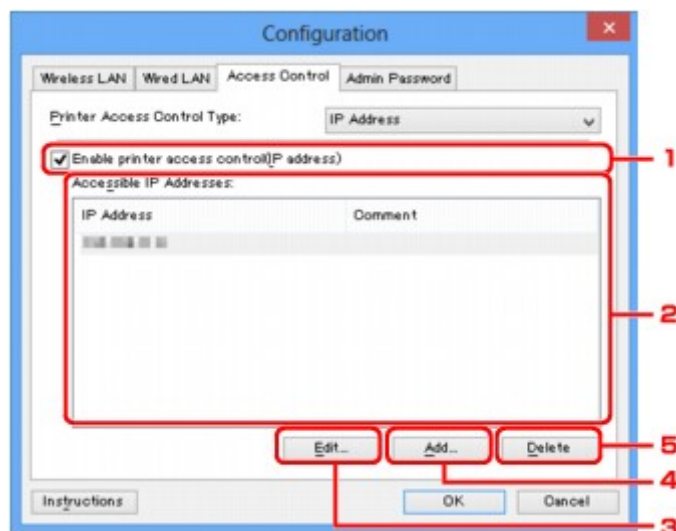 Configuration
Wireless LAN Wired LAN Access Control Admin Password
Printer Access Control Type: IP Address
Enable printer access control(IP address) 1
Accessible IP Addresses:
IP Address Comment
2
Edit... Add... Delete 5
4
Instructions OK Cancel
3